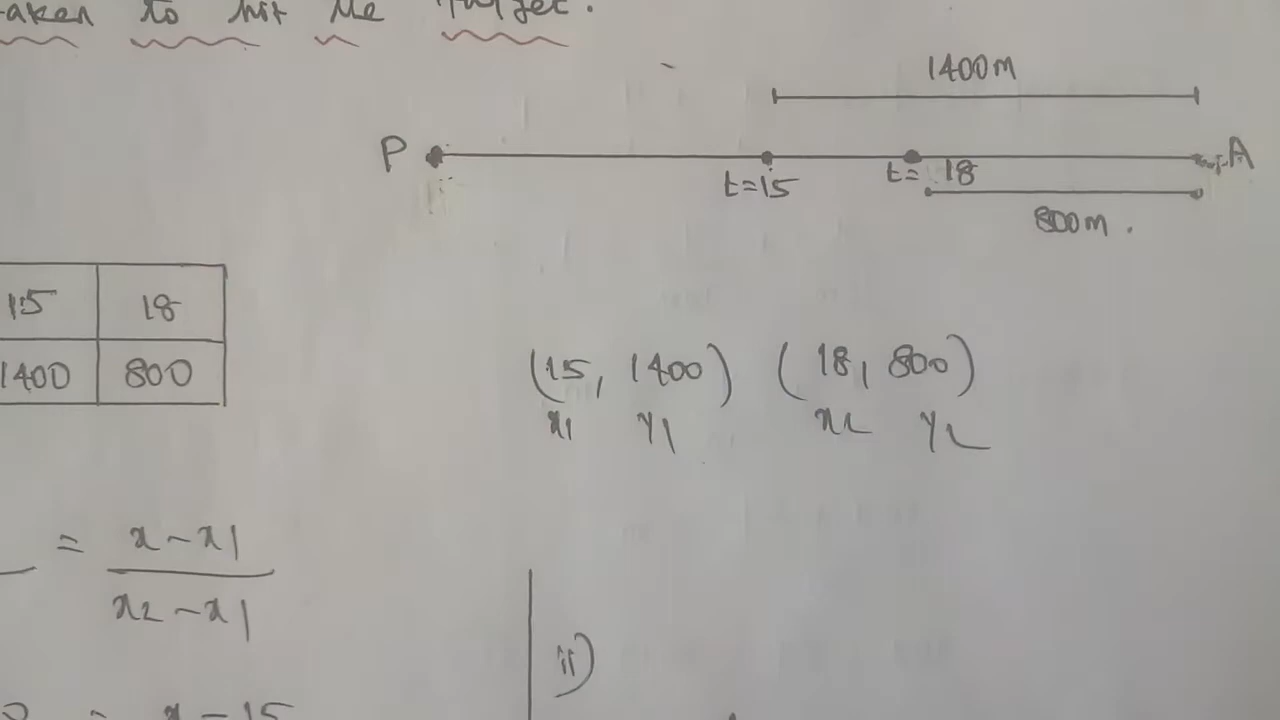 taken to hit the target.
1400m
P A
t=15 t= 18
800m.
15 18
1400 800
(15, 1400) (18, 800)
x1 y1 x2 y2
= x-x1
x2-x1
ii)
x-15